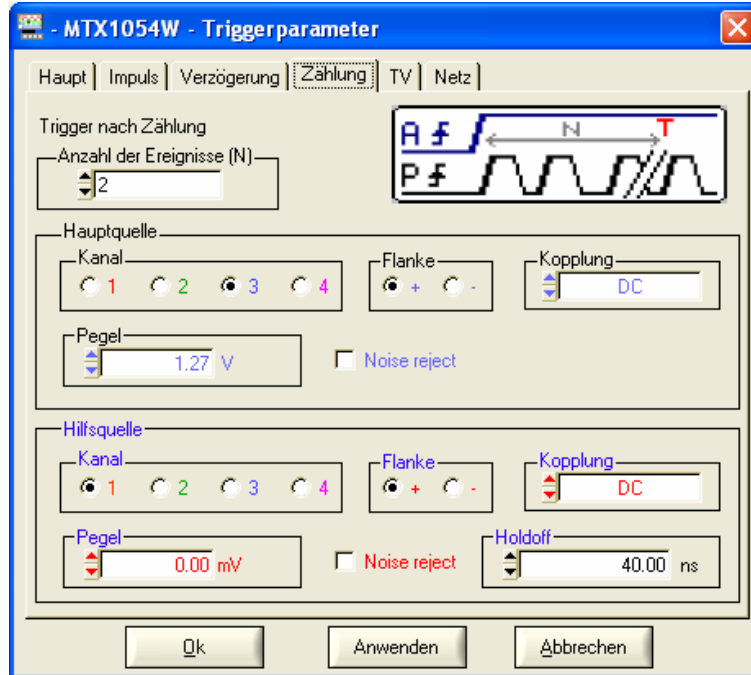 - MTX1054W - Triggerparameter
Haupt Impuls Verzögerung Zählung TV Netz
Trigger nach Zählung
Anzahl der Ereignisse (N)
2
A N T
P
Hauptquelle
Kanal Flanke Kopplung
1 2 3 4 + - DC
Pegel
1.27 V Noise reject
Hilfsquelle
Kanal Flanke Kopplung
1 2 3 4 + - DC
Pegel Holdoff
0.00 mV Noise reject 40.00 ns
Ok Anwenden Abbrechen